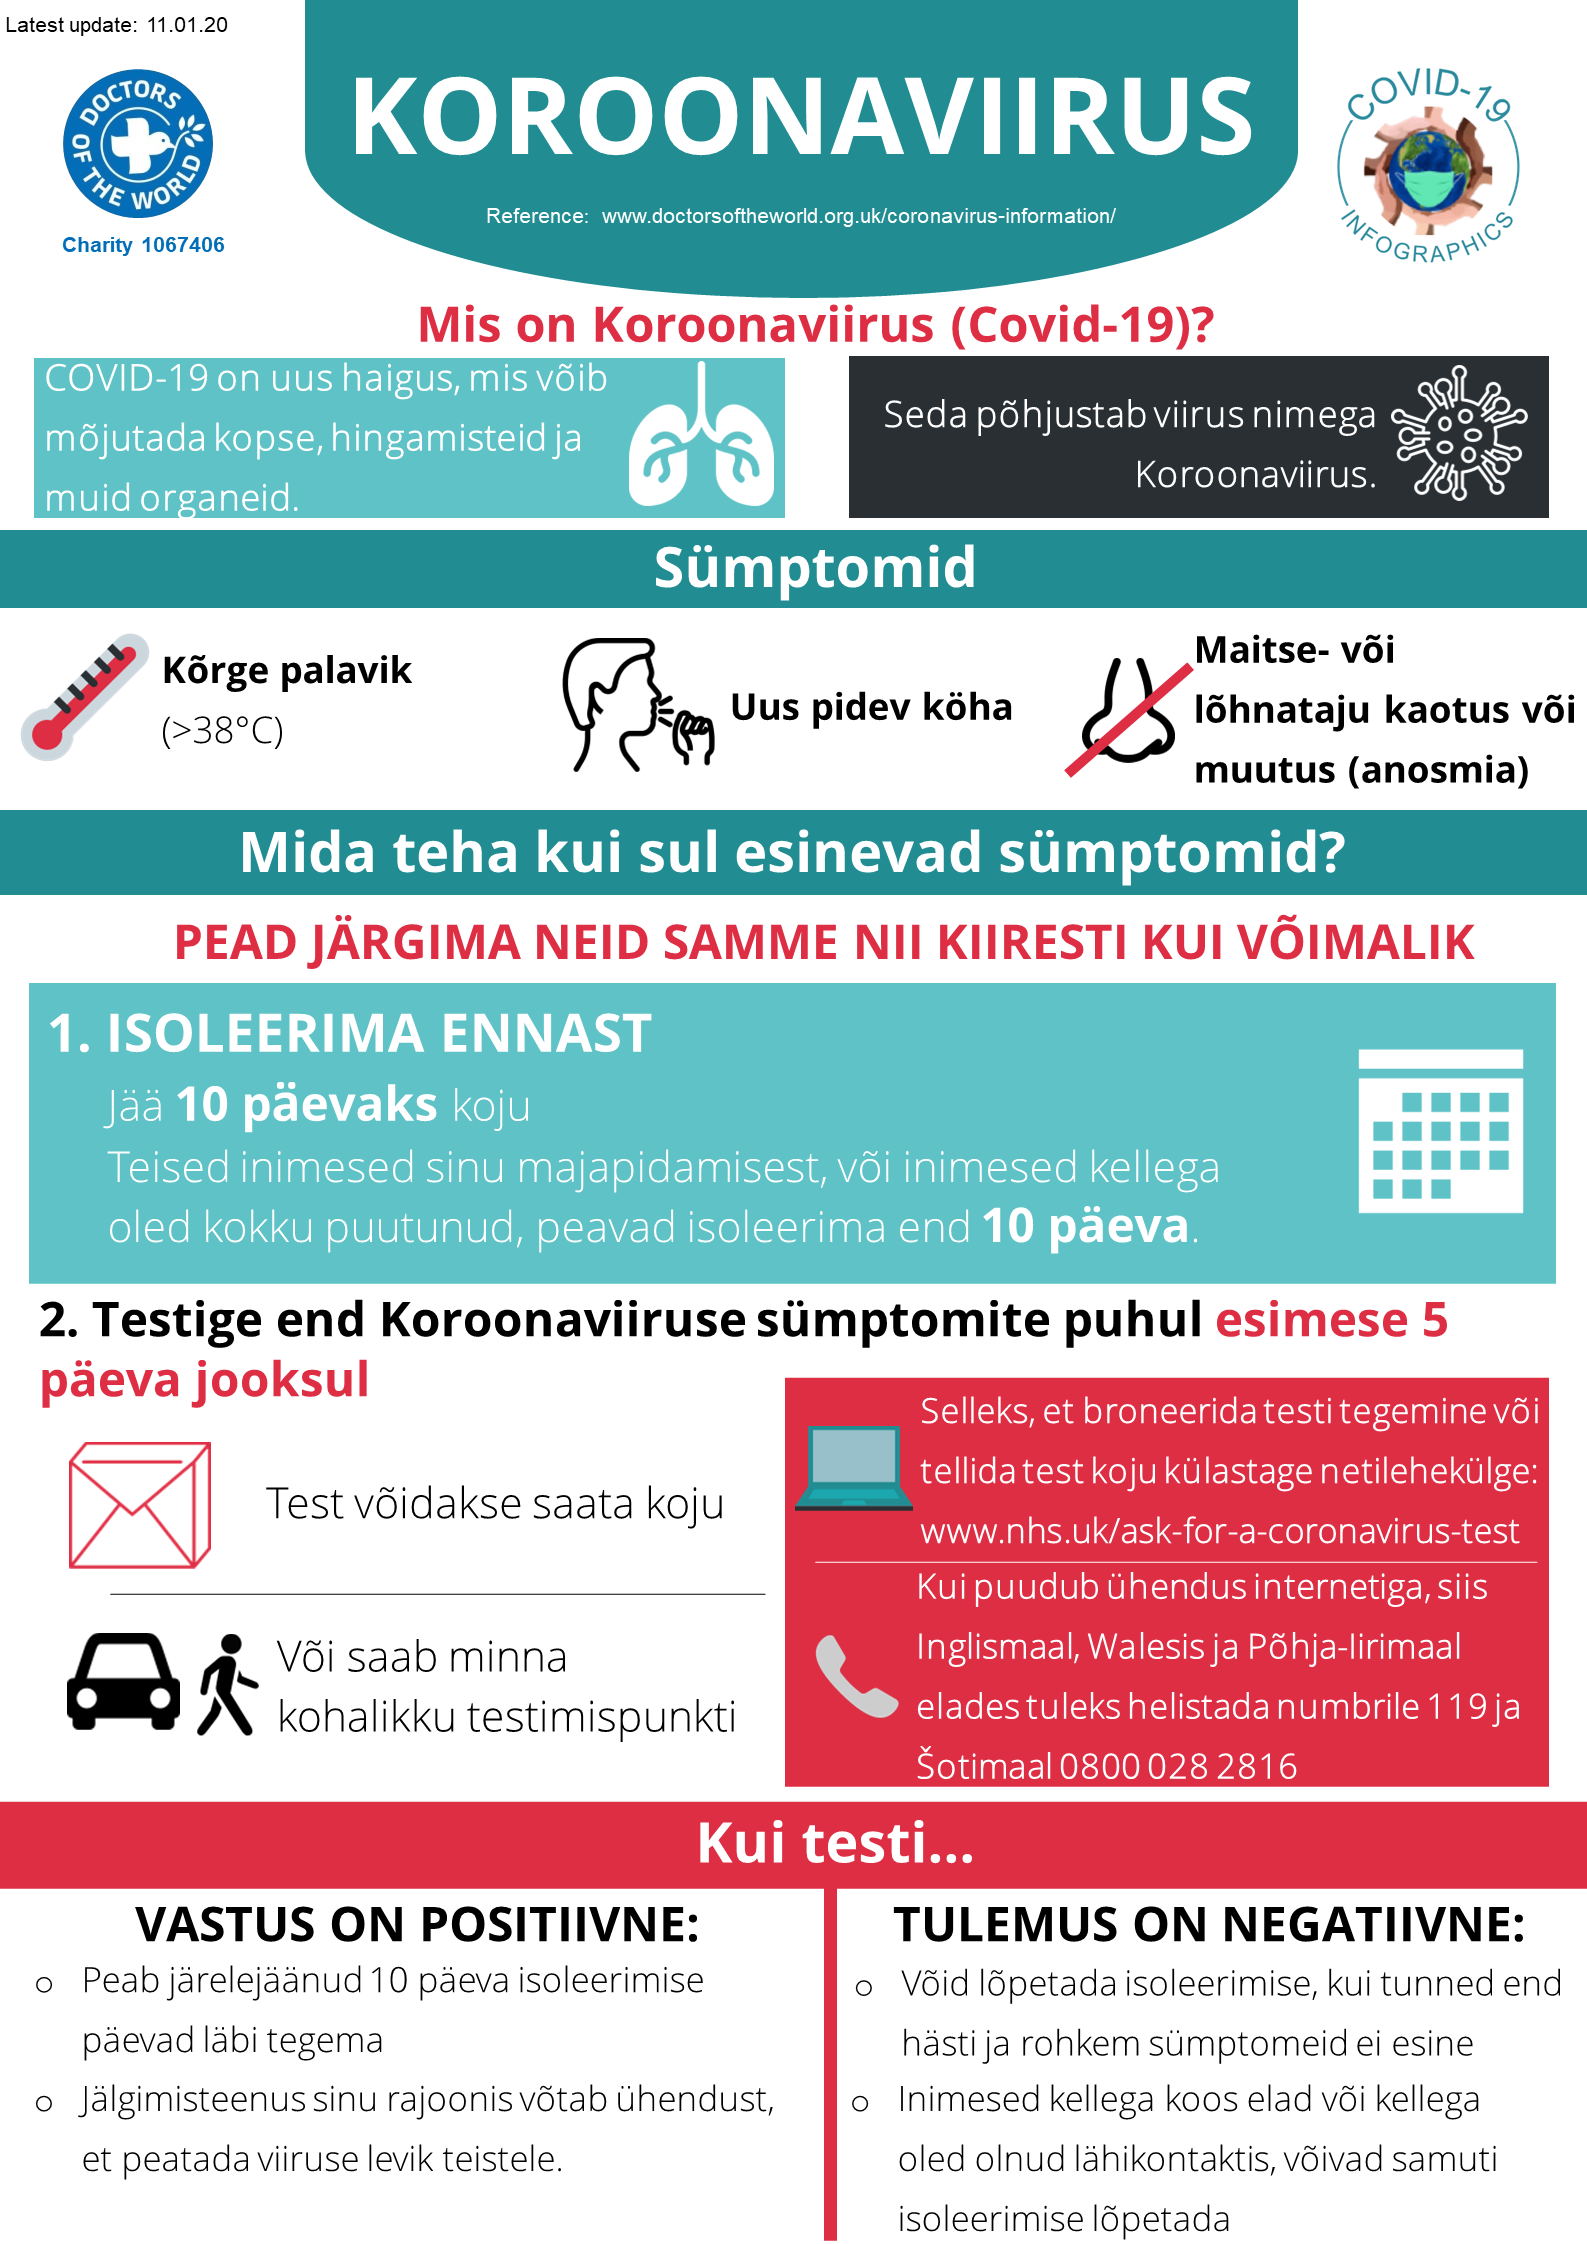 Latest update: 11.01.20
DOCTORS OF THE WORLD
Charity 1067406
KOROONAVIIRUS
Reference: www.doctorsoftheworld.org.uk/coronavirus-information/
COVID-19
INFOGRAPHICS
Mis on Koroonaviirus (Covid-19)?
COVID-19 on uus haigus, mis võib
mõjutada kopse, hingamisteid ja
muid organeid.
Seda põhjustab viirus nimega
Koroonaviirus.
Sümptomid
Kõrge palavik
(>38°C)
Uus pidev köha
Maitse- või
lõhnataju kaotus või
muutus (anosmia)
Mida teha kui sul esinevad sümptomid?
PEAD JÄRGIMA NEID SAMME NII KIIRESTI KUI VÕIMALIK
1. ISOLEERIMA ENNAST
Jää 10 päevaks koju
Teised inimesed sinu majapidamisest, või inimesed kellega
oled kokku puutunud, peavad isoleerima end 10 päeva.
2. Testige end Koroonaviiruse sümptomite puhul esimese 5
päeva jooksul
Test võidakse saata koju
Või saab minna
kohalikku testimispunkti
Selleks, et broneerida testi tegemine või
tellida test koju külastage netilehekülge:
www.nhs.uk/ask-for-a-coronavirus-test
Kui puudub ühendus internetiga, siis
Inglismaal, Walesis ja Põhja-Iirimaal
elades tuleks helistada numbrile 119 ja
Šotimaal 0800 028 2816
Kui testi...
VASTUS ON POSITIIVNE:
o Peab järelejäänud 10 päeva isoleerimise
päevad läbi tegema
o Jälgimisteenus sinu rajoonis võtab ühendust,
et peatada viiruse levik teistele.
TULEMUS ON NEGATIIVNE:
o Võid lõpetada isoleerimise, kui tunned end
hästi ja rohkem sümptomeid ei esine
o Inimesed kellega koos elad või kellega
oled olnud lähikontaktis, võivad samuti
isoleerimise lõpetada